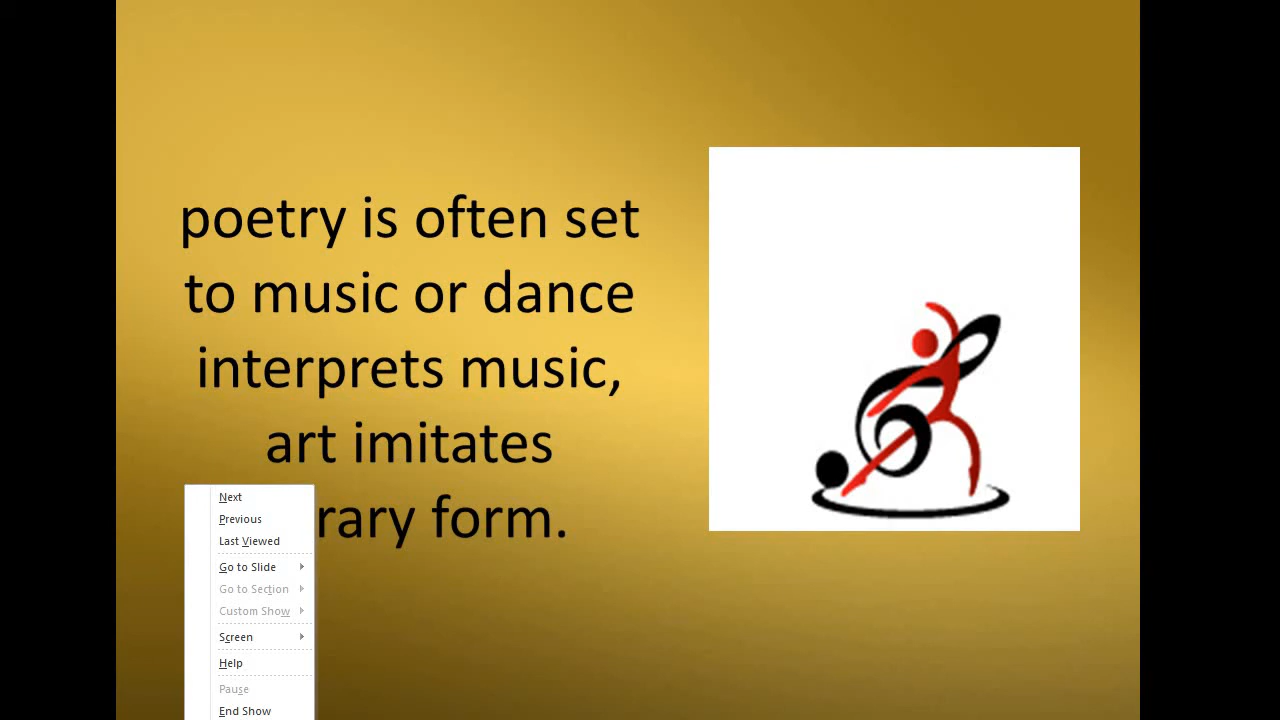 poetry is often set
to music or dance
interprets music,
art imitates
rary form.
Next
Previous
Last Viewed
Go to Slide
Go to Section
Custom Show
Screen
Help
Pause
End Show